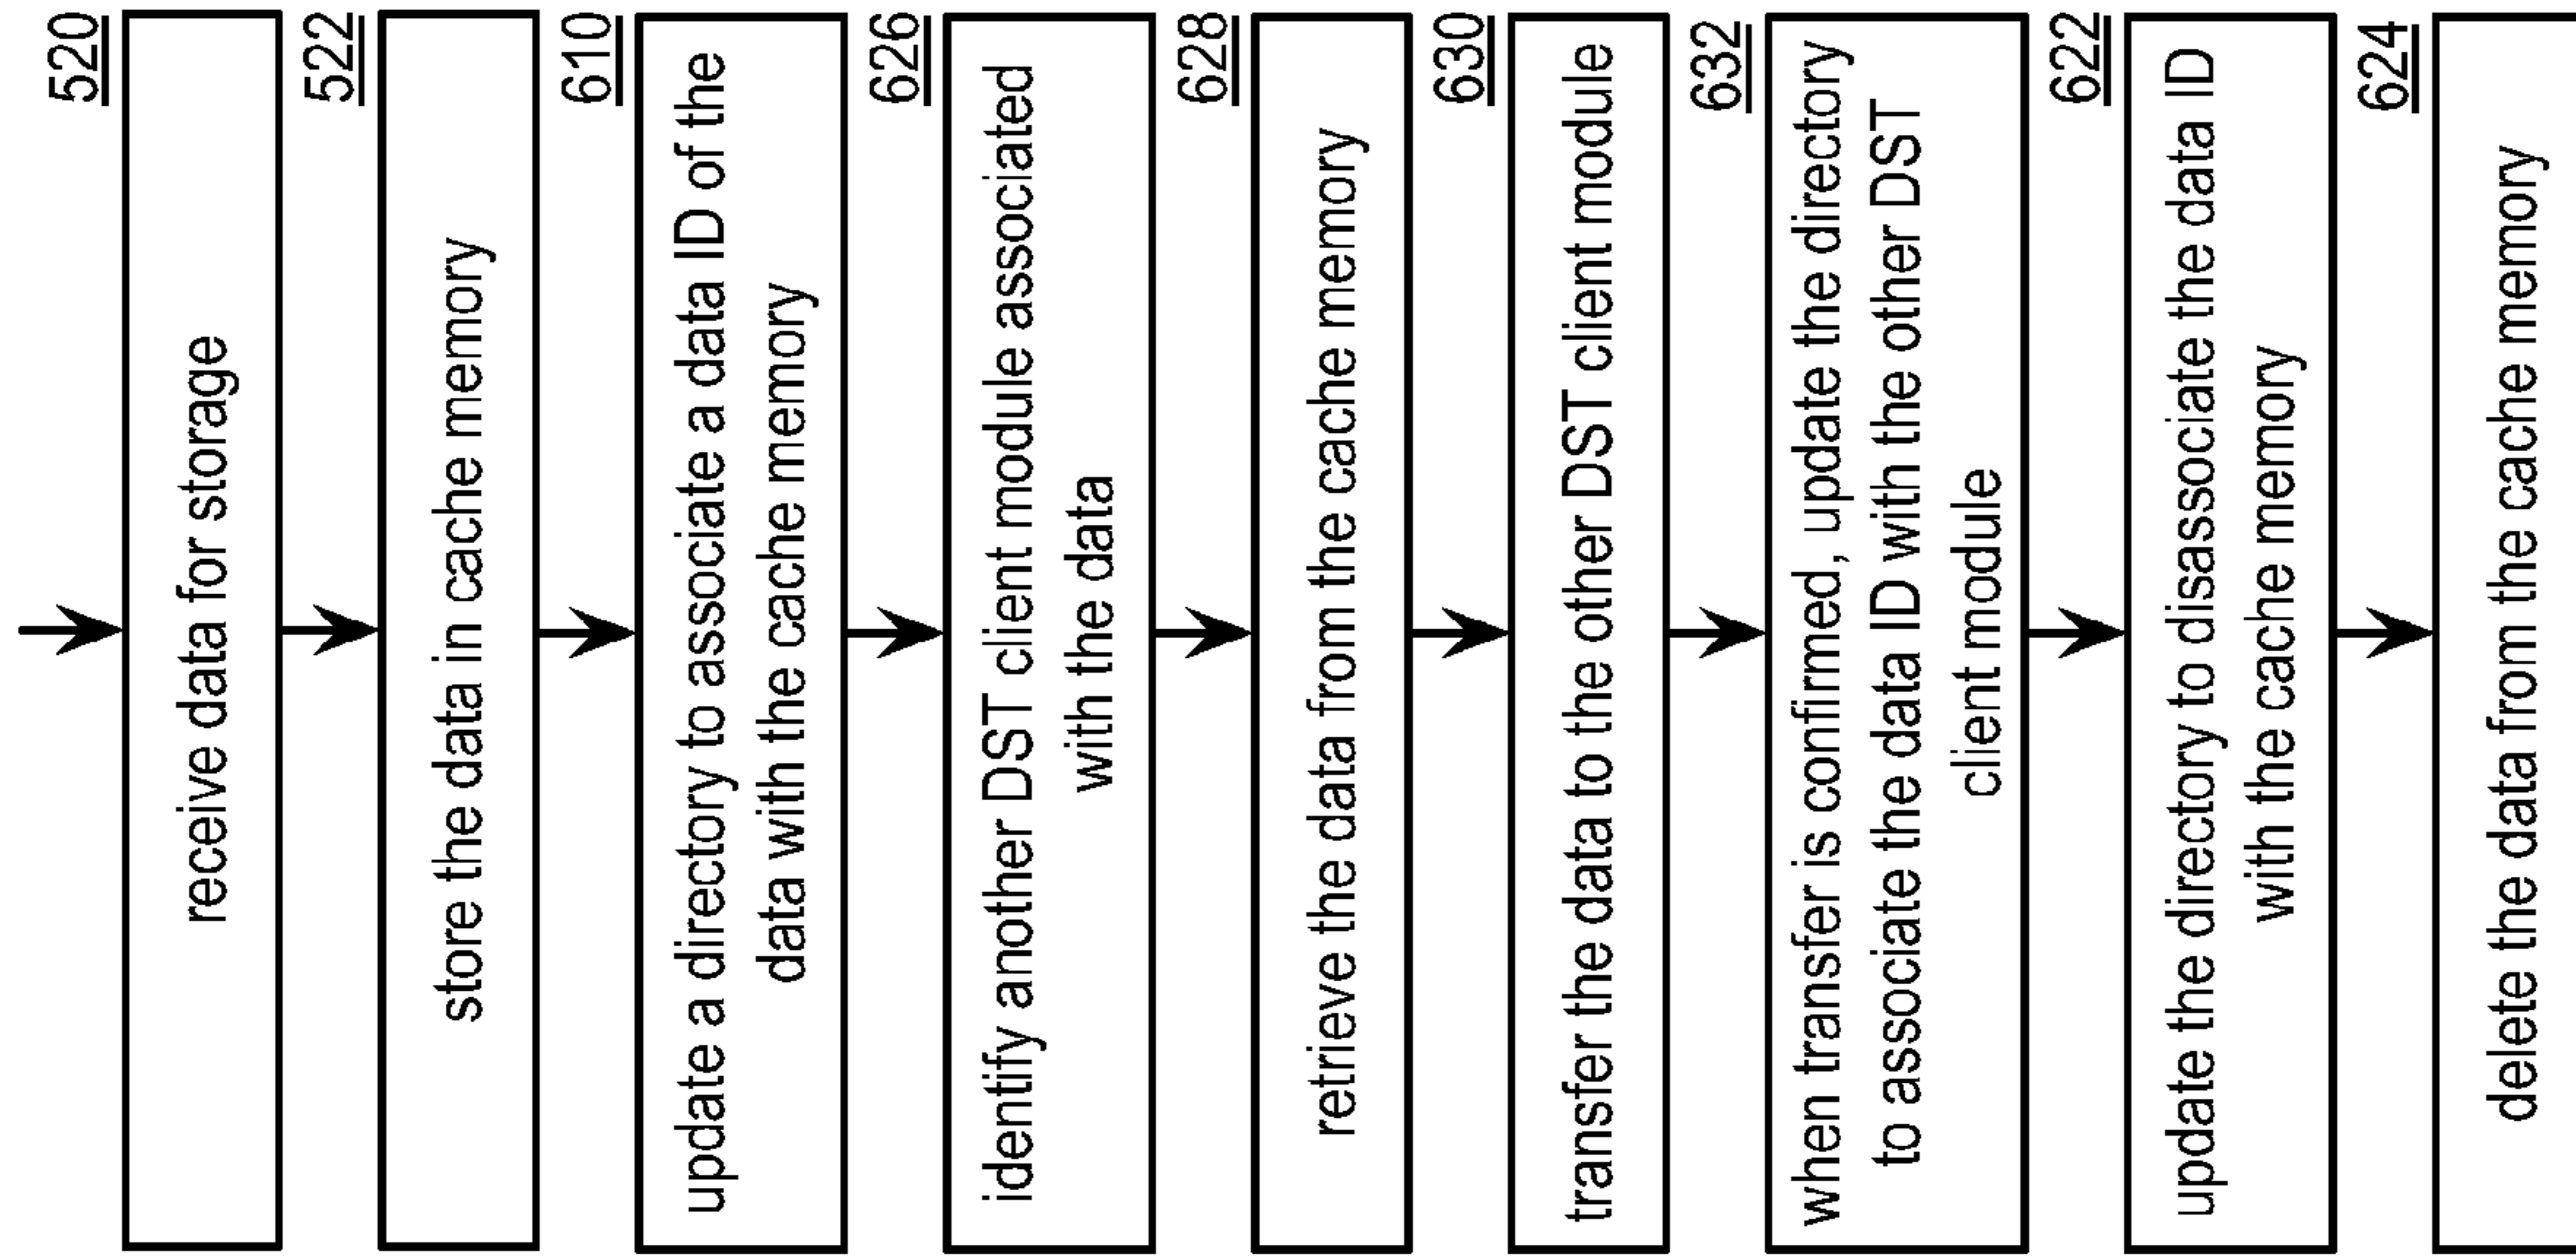 520
receive data for storage
522
store the data in cache memory
610
update a directory to associate a data ID of the
data with the cache memory
626
identify another DST client module associated
with the data
628
retrieve the data from the cache memory
630
transfer the data to the other DST client module
632
when transfer is confirmed, update the directory
to associate the data ID with the other DST
client module
622
update the directory to disassociate the data ID
with the cache memory
624
delete the data from the cache memory